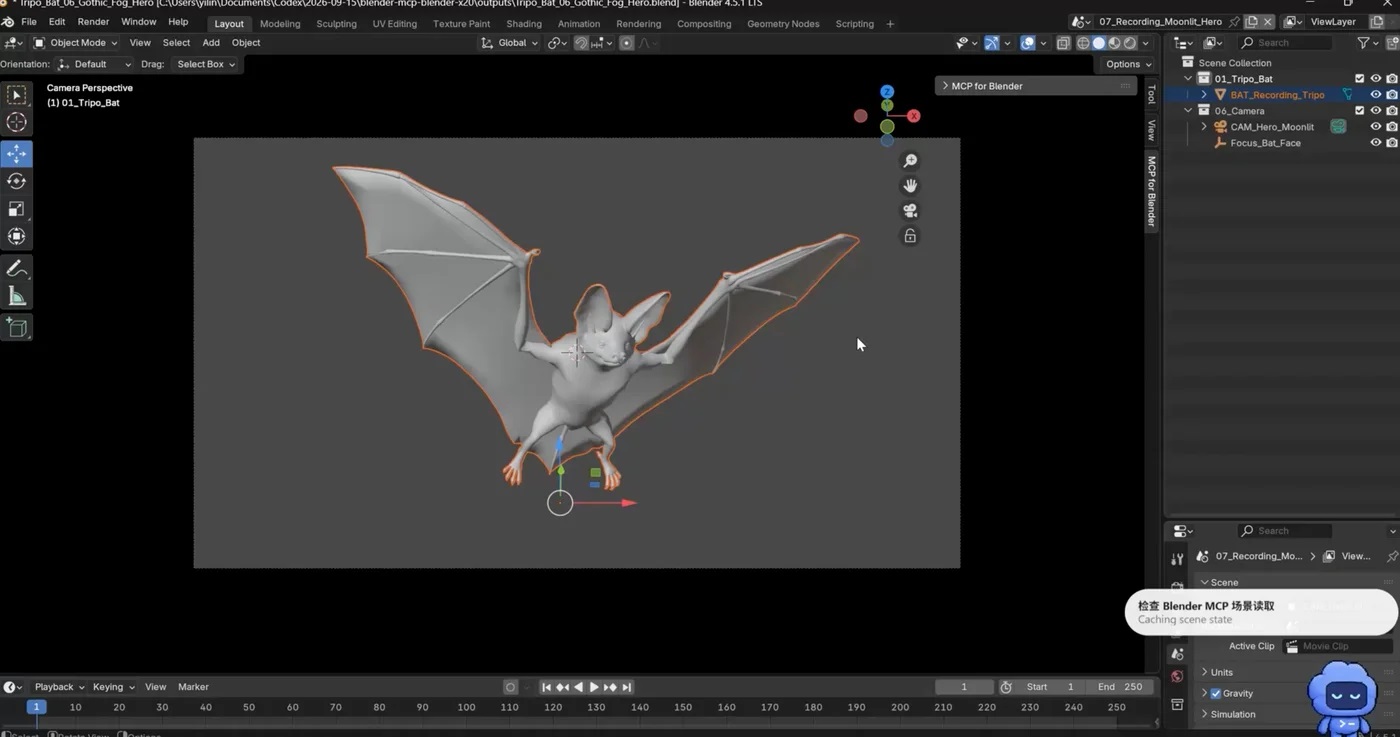 * Tripo_Bat_06_Gothic_Fog_Hero [C:\Users\yilin\Documents\Codex\2026-09-15\blender-mcp-blender-x20\outputs\Tripo_Bat_06_Gothic_Fog_Hero.blend] - Blender 4.5.1 LTS
File Edit Render Window Help Layout Modeling Sculpting UV Editing Texture Paint Shading Animation Rendering Compositing Geometry Nodes Scripting + 07_Recording_Moonlit_Hero ViewLayer
Object Mode View Select Add Object Global Search
Orientation: Default Drag: Select Box Options
Scene Collection
Camera Perspective
(1) 01_Tripo_Bat
MCP for Blender
Z
Y
X
Tool
View
MCP for Blender
01_Tripo_Bat
BAT_Recording_Tripo
06_Camera
CAM_Hero_Moonlit
Focus_Bat_Face
Search
07_Recording_Mo... View...
Scene
检查 Blender MCP 场景读取
Caching scene state
Active Clip Movie Clip
Units
Gravity
Simulation
Playback Keying View Marker 1 Start 1 End 250
1 10 20 30 40 50 60 70 80 90 100 110 120 130 140 150 160 170 180 190 200 210 220 230 240 250
Select Rotate View Options